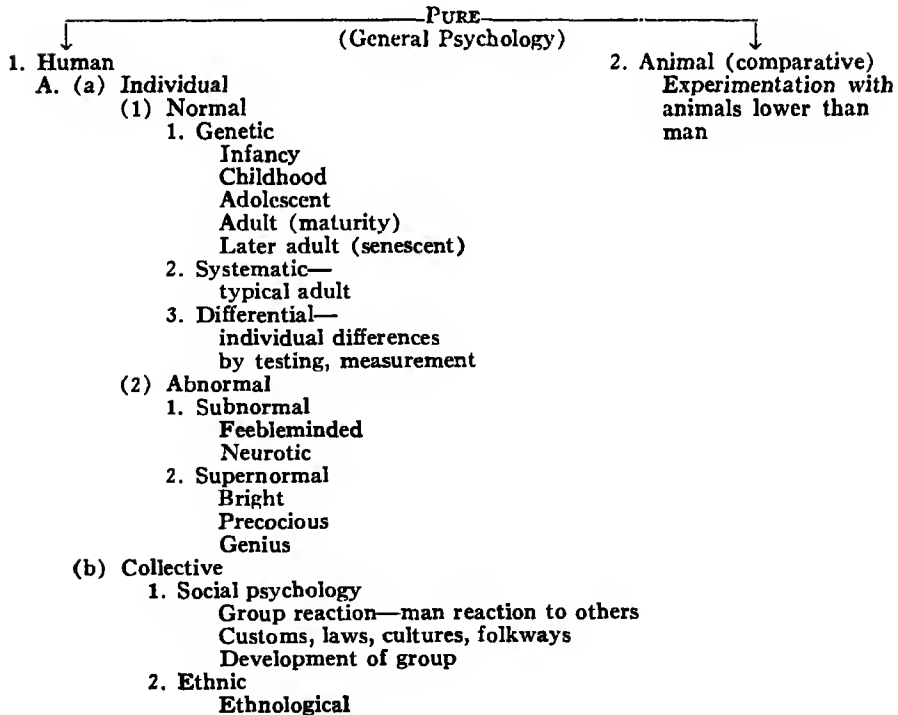 PURE
(General Psychology)
1. Human
2. Animal (comparative)
A. (a) Individual
Experimentation with
(1) Normal
animals lower than
1. Genetic
man
Infancy
Childhood
Adolescent
Adult (maturity)
Later adult (senescent)
2. Systematic—
typical adult
3. Differential—
individual differences
by testing, measurement
(2) Abnormal
1. Subnormal
Feebleminded
Neurotic
2. Supernormal
Bright
Precocious
Genius
(b) Collective
1. Social psychology
Group reaction—man reaction to others
Customs, laws, cultures, folkways
Development of group
2. Ethnic
Ethnological